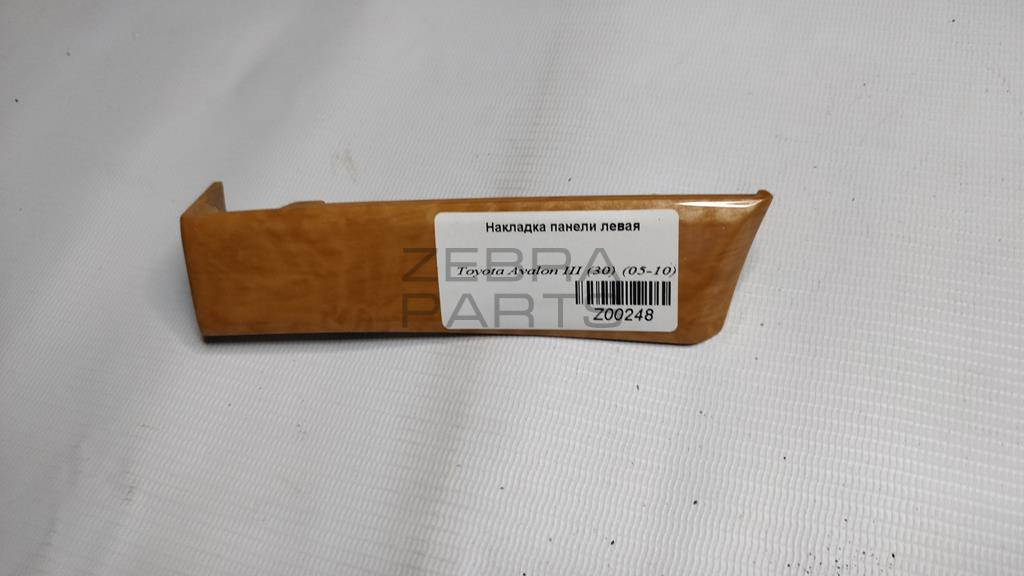 Накладка панели левая
ZEBRA
Toyota Avalon III (30) (05-10)
PARTS
Z00248